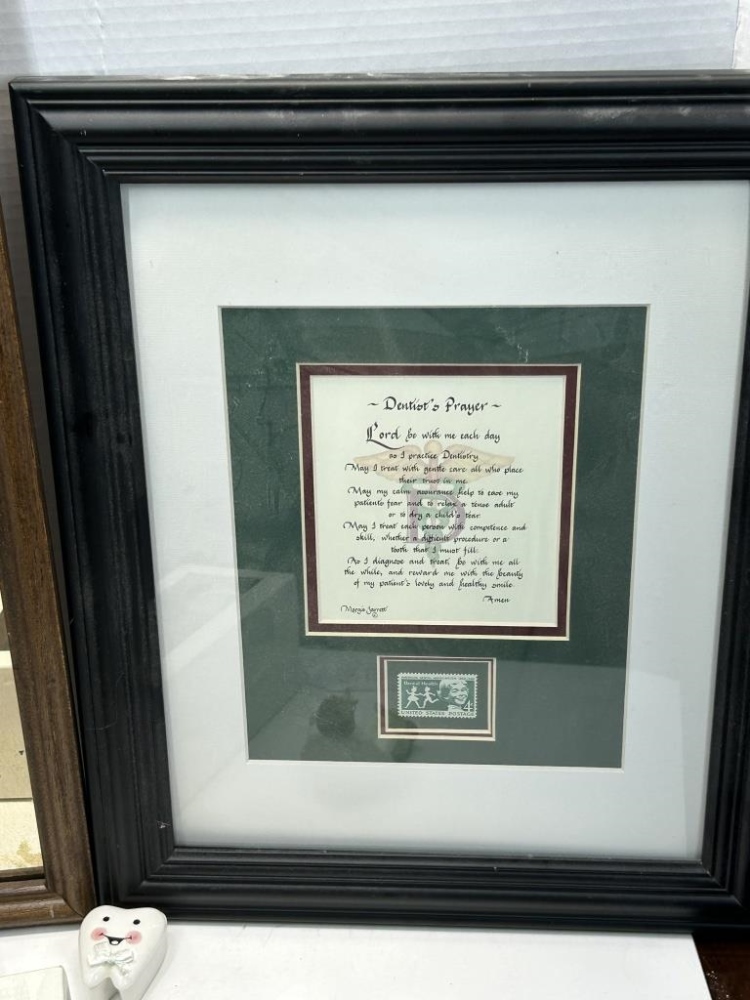 ~ Dentist's Prayer ~
Lord be with me each day
as I practice Dentistry
May I treat with gentle care all who place
their trust in me.
May my calm assurance help to ease my
patient's fear and to relax a tense adult
or to dry a child's tear.
May I treat each person with competence and
skill, whether a difficult procedure or a
tooth that I must fill.
As I diagnose and treat, be with me all
the while, and reward me with the beauty
of my patient's lovely and healthy smile.
Amen
Dental Health
4¢
UNITED STATES POSTAGE